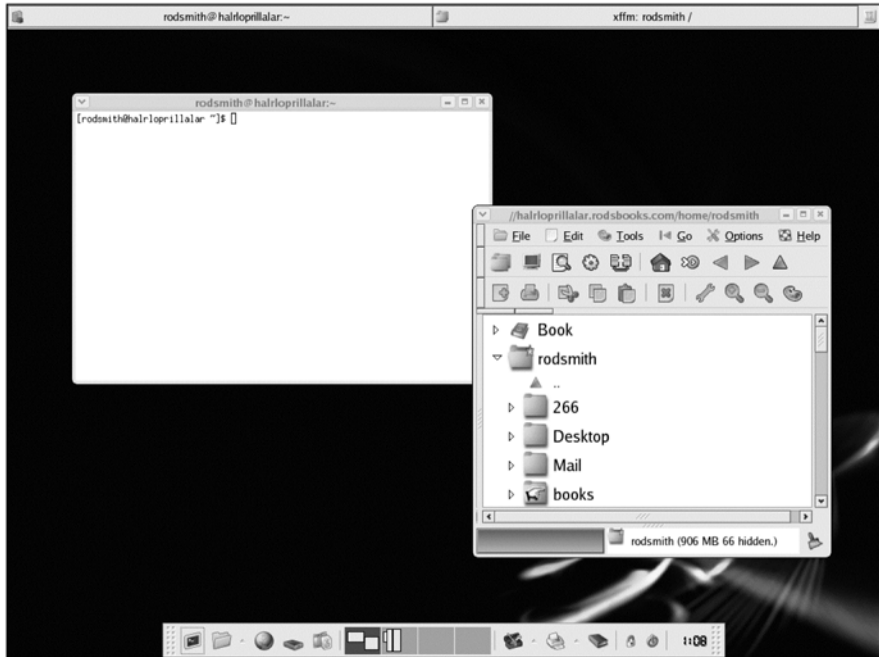 rodsmith@halrloprillalar:~
xffm: rodsmith /
rodsmith@halrloprillalar:~
[rodsmith@halrloprillalar ~]$
//halrloprillalar.rodsbooks.com/home/rodsmith
File Edit Tools Go Options Help
Book
rodsmith
..
266
Desktop
Mail
books
rodsmith (906 MB 66 hidden.)
1:08